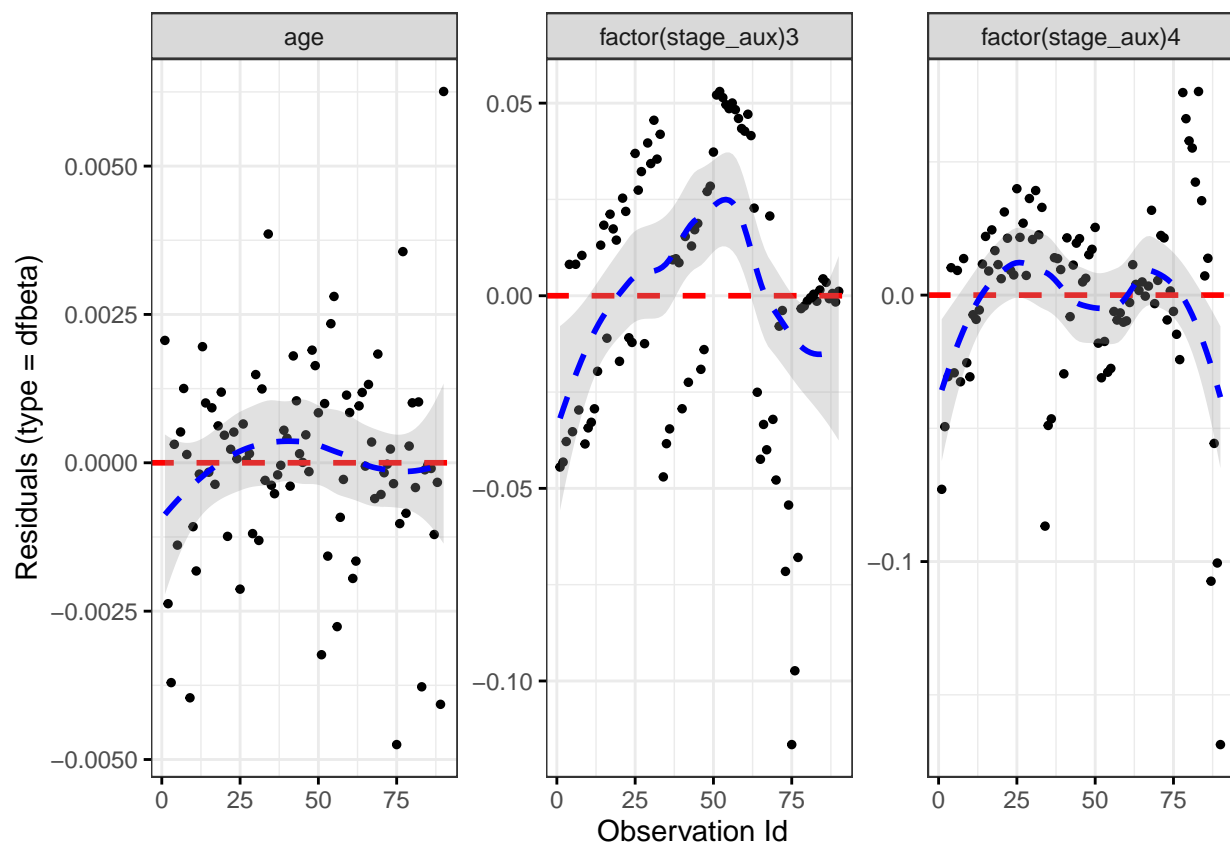 age
factor(stage_aux)3
factor(stage_aux)4
Residuals (type = dfbeta)
0.0050
0.0025
0.0000
−0.0025
−0.0050
0.05
0.00
−0.05
−0.10
0.0
−0.1
0 25 50 75
0 25 50 75
0 25 50 75
Observation Id